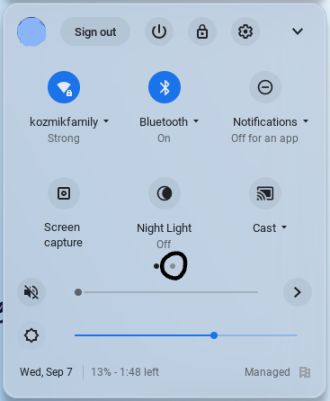 Sign out
kozmikfamily
Strong
Bluetooth
On
Notifications
Off for an app
Screen
capture
Night Light
Off
Cast
Wed, Sep 7
13% - 1:48 left
Managed